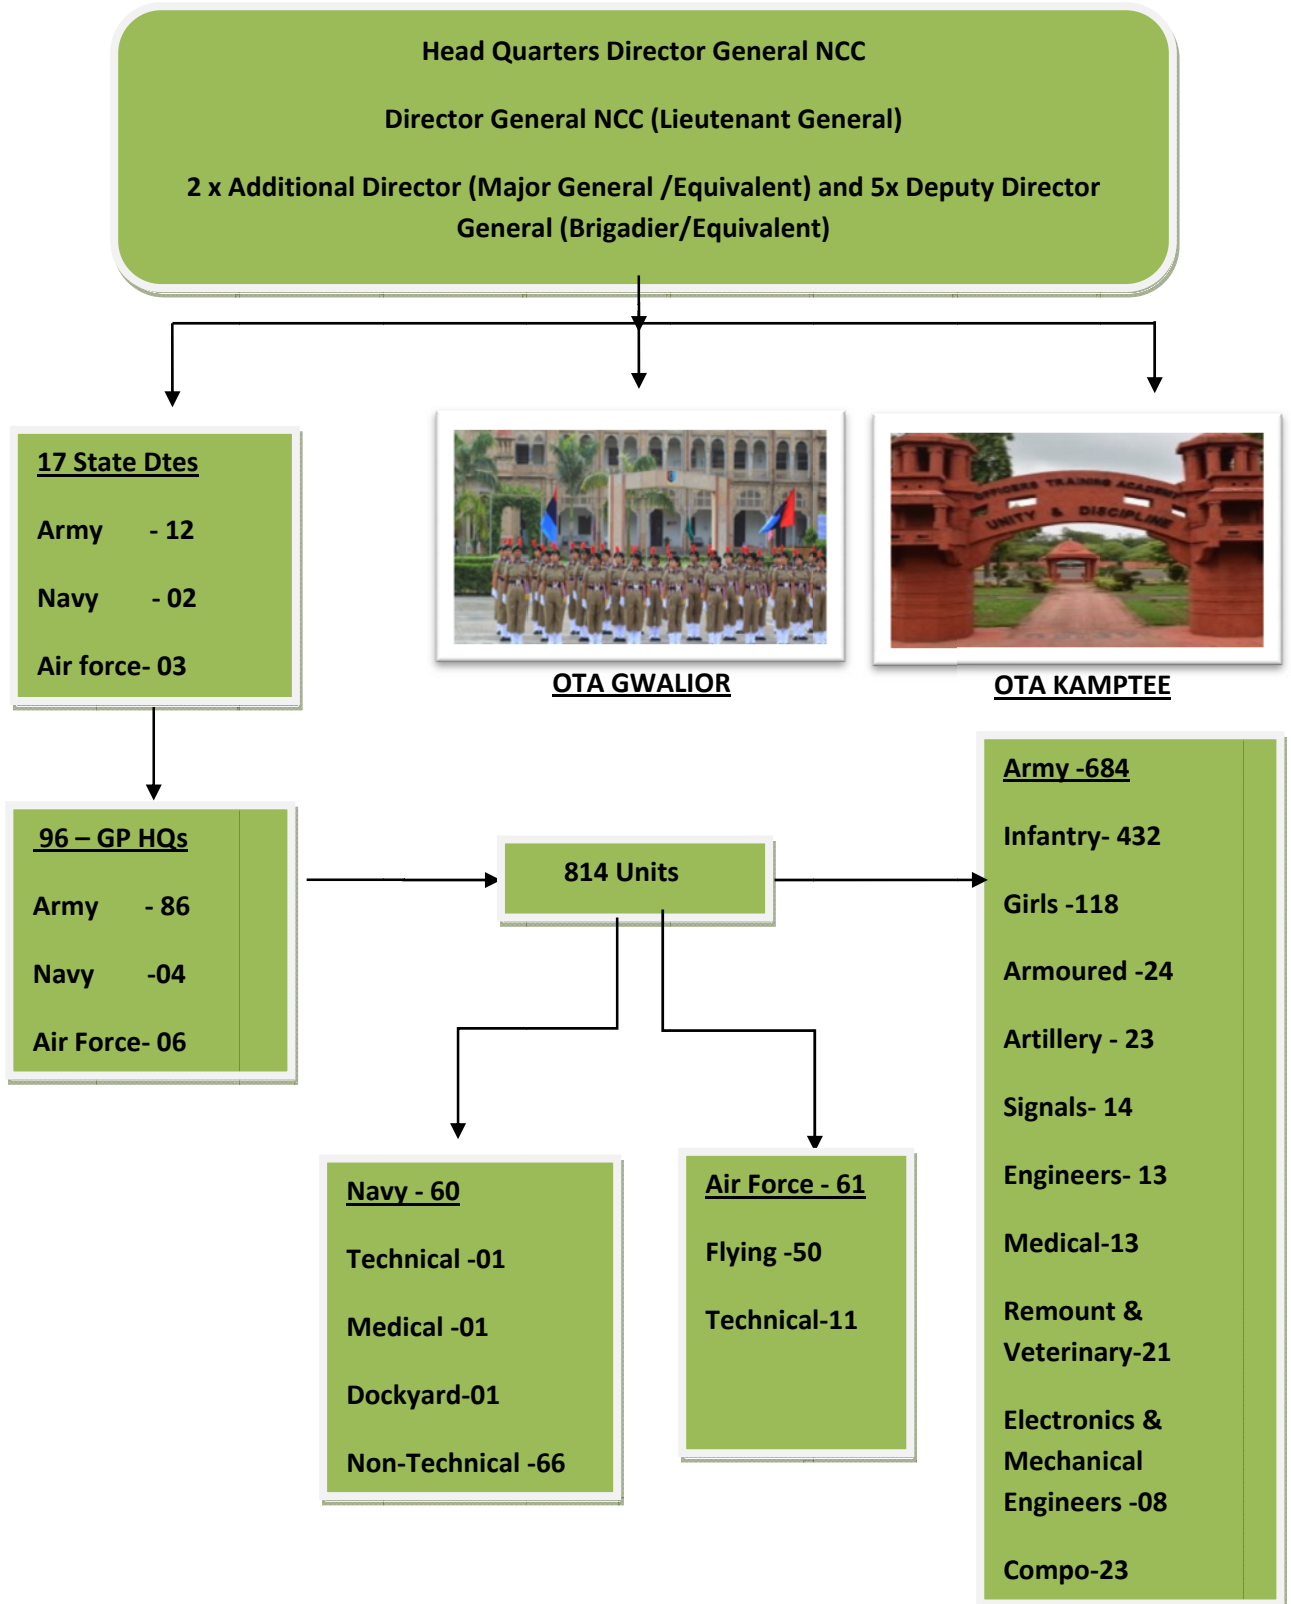 Head Quarters Director General NCC
Director General NCC (Lieutenant General)
2 x Additional Director (Major General /Equivalent) and 5x Deputy Director
General (Brigadier/Equivalent)
17 State Dtes
Army - 12
Navy - 02
Air force- 03
OFFICERS TRAINING ACADEMY
UNITY & DISCIPLINE
OTA GWALIOR
OTA KAMPTEE
96 – GP HQs
Army - 86
Navy -04
Air Force- 06
814 Units
Army -684
Infantry- 432
Girls -118
Armoured -24
Artillery - 23
Signals- 14
Engineers- 13
Medical-13
Remount &
Veterinary-21
Electronics &
Mechanical
Engineers -08
Compo-23
Navy - 60
Technical -01
Medical -01
Dockyard-01
Non-Technical -66
Air Force - 61
Flying -50
Technical-11